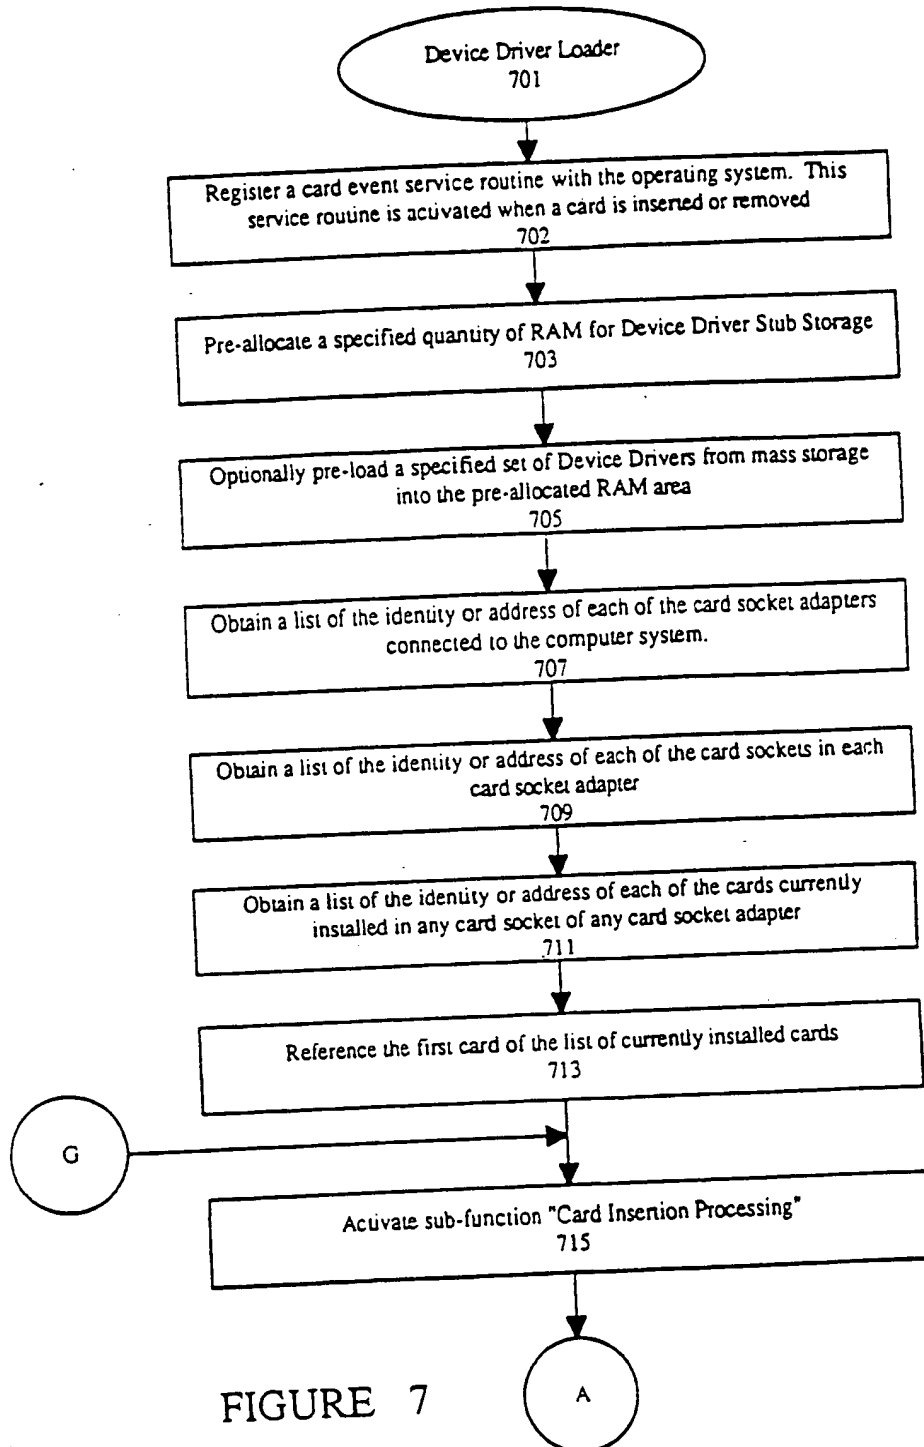 Device Driver Loader
701
Register a card event service routine with the operating system. This
service routine is activated when a card is inserted or removed
702
Pre-allocate a specified quantity of RAM for Device Driver Stub Storage
703
Optionally pre-load a specified set of Device Drivers from mass storage
into the pre-allocated RAM area
705
Obtain a list of the identity or address of each of the card socket adapters
connected to the computer system.
707
Obtain a list of the identity or address of each of the card sockets in each
card socket adapter
709
Obtain a list of the identity or address of each of the cards currently
installed in any card socket of any card socket adapter
711
Reference the first card of the list of currently installed cards
713
G
Activate sub-function "Card Insertion Processing"
715
A
FIGURE 7